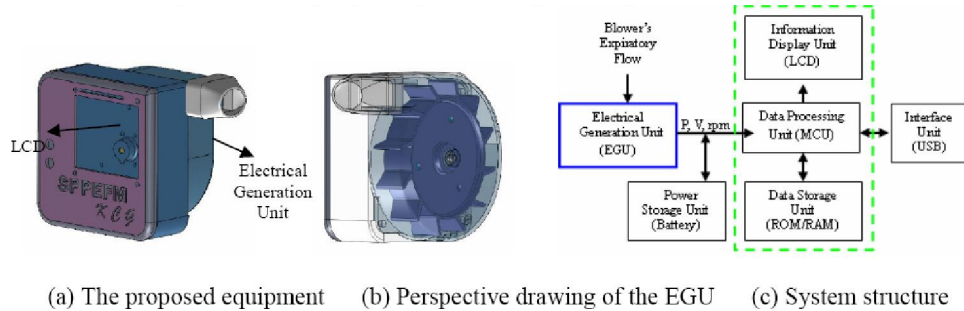 LCD
SFPEFM
KCG
Electrical
Generation
Unit
Blower's
Expiratory
Flow
Electrical
Generation Unit
(EGU)
P, V, rpm
Power
Storage Unit
(Battery)
Information
Display Unit
(LCD)
Data Processing
Unit (MCU)
Data Storage
Unit
(ROM/RAM)
Interface
Unit
(USB)
(a) The proposed equipment
(b) Perspective drawing of the EGU
(c) System structure